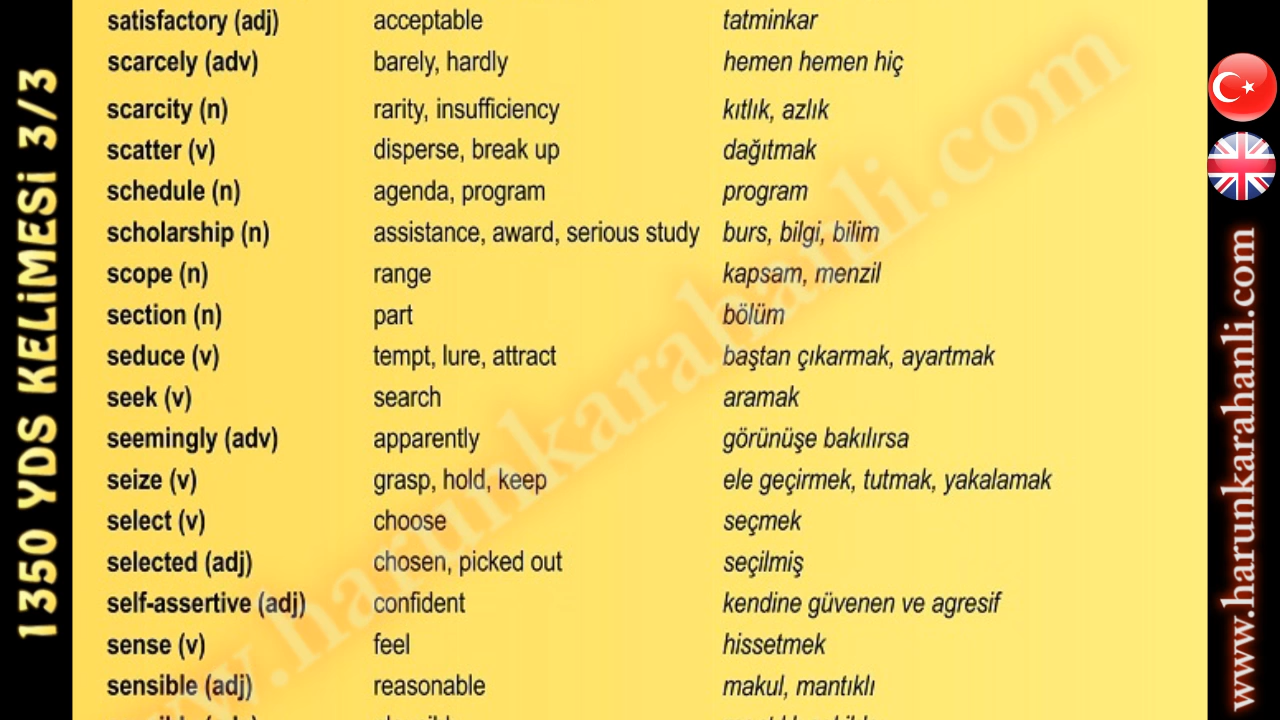 1350 YDS KELİMESİ 3/3
satisfactory (adj) acceptable tatminkar
scarcely (adv) barely, hardly hemen hemen hiç
scarcity (n) rarity, insufficiency kıtlık, azlık
scatter (v) disperse, break up dağıtmak
schedule (n) agenda, program program
scholarship (n) assistance, award, serious study burs, bilgi, bilim
scope (n) range kapsam, menzil
section (n) part bölüm
seduce (v) tempt, lure, attract baştan çıkarmak, ayartmak
seek (v) search aramak
seemingly (adv) apparently görünüşe bakılırsa
seize (v) grasp, hold, keep ele geçirmek, tutmak, yakalamak
select (v) choose seçmek
selected (adj) chosen, picked out seçilmiş
self-assertive (adj) confident kendine güvenen ve agresif
sense (v) feel hissetmek
sensible (adj) reasonable makul, mantıklı
www.harunkarahanli.com
www.harunkarahanli.com